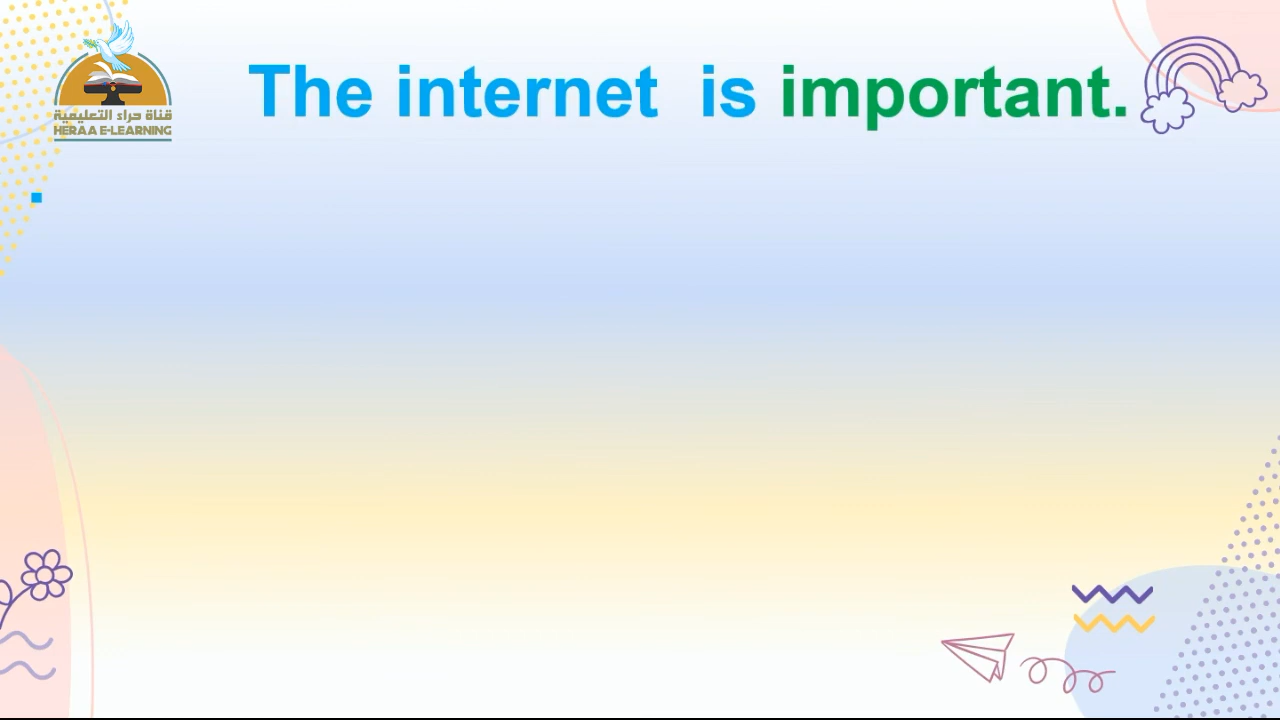 The internet  is important.
قناة حراء التعليمية
HERAA E-LEARNING